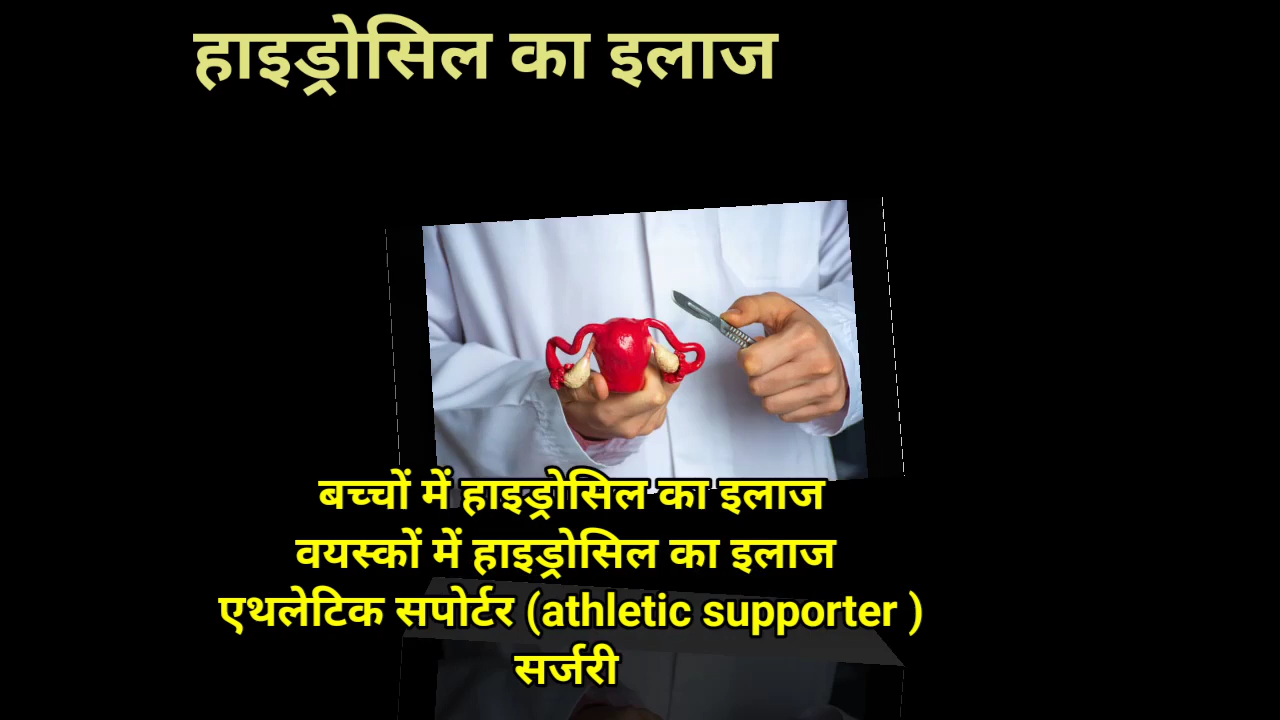 हाइड्रोसिल का इलाज
बच्चों में हाइड्रोसिल का इलाज
वयस्कों में हाइड्रोसिल का इलाज
एथलेटिक सपोर्टर (athletic supporter )
सर्जरी